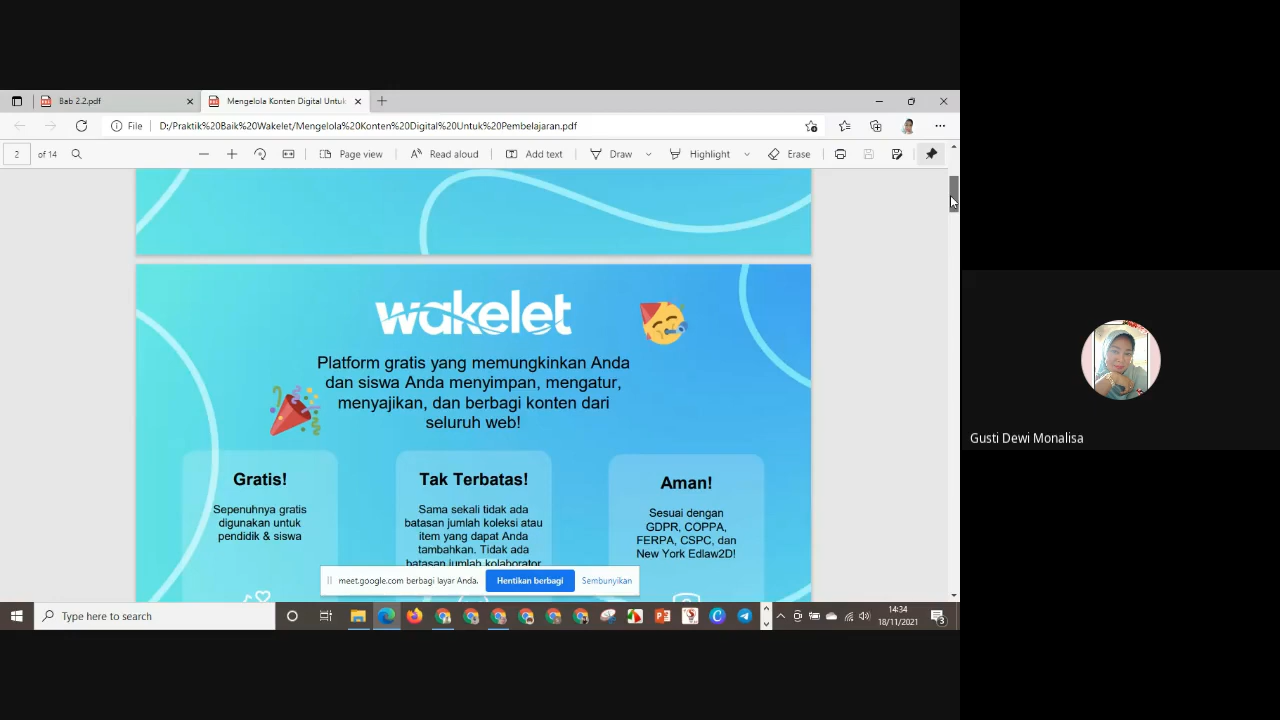 Bab 2.2.pdf
Mengelola Konten Digital Untuk
File
D:/Praktik%20Baik%20Wakelet/Mengelola%20Konten%20Digital%20Untuk%20Pembelajaran.pdf
2 of 14
Page view
Read aloud
Add text
Draw
Highlight
Erase
wakelet
Platform gratis yang memungkinkan Anda
dan siswa Anda menyimpan, mengatur,
menyajikan, dan berbagi konten dari
seluruh web!
Gratis!
Sepenuhnya gratis
digunakan untuk
pendidik & siswa
Tak Terbatas!
Sama sekali tidak ada
batasan jumlah koleksi atau
item yang dapat Anda
tambahkan. Tidak ada
batasan jumlah kolaborator
Aman!
Sesuai dengan
GDPR, COPPA,
FERPA, CSPC, dan
New York Edlaw2D!
meet.google.com berbagi layar Anda.
Hentikan berbagi
Sembunyikan
Type here to search
14:34
18/11/2021
3
Gusti Dewi Monalisa